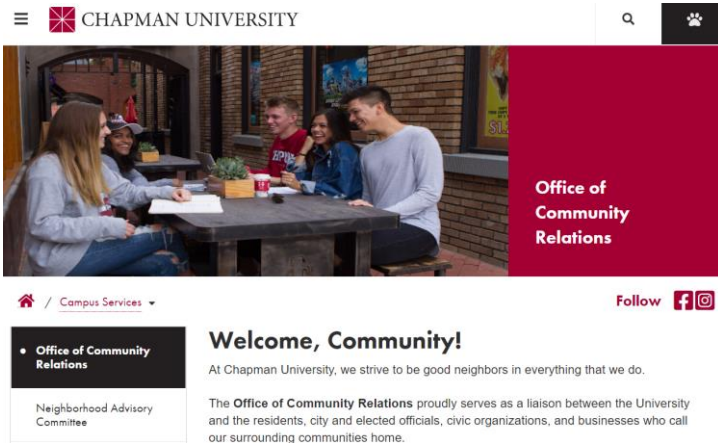 CHAPMAN UNIVERSITY
Office of
Community
Relations
/ Campus Services
Follow
Office of Community
Relations
Neighborhood Advisory
Committee
Welcome, Community!
At Chapman University, we strive to be good neighbors in everything that we do.
The Office of Community Relations proudly serves as a liaison between the University
and the residents, city and elected officials, civic organizations, and businesses who call
our surrounding communities home.